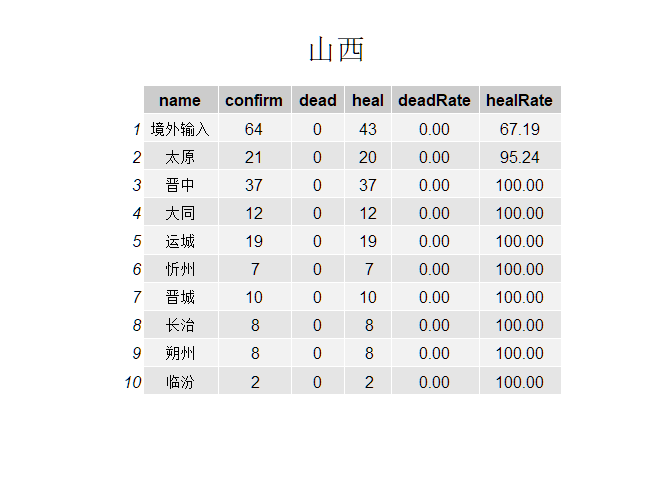 山西
name confirm dead heal deadRate healRate
1 境外输入 64 0 43 0.00 67.19
2 太原 21 0 20 0.00 95.24
3 晋中 37 0 37 0.00 100.00
4 大同 12 0 12 0.00 100.00
5 运城 19 0 19 0.00 100.00
6 忻州 7 0 7 0.00 100.00
7 晋城 10 0 10 0.00 100.00
8 长治 8 0 8 0.00 100.00
9 朔州 8 0 8 0.00 100.00
10 临汾 2 0 2 0.00 100.00